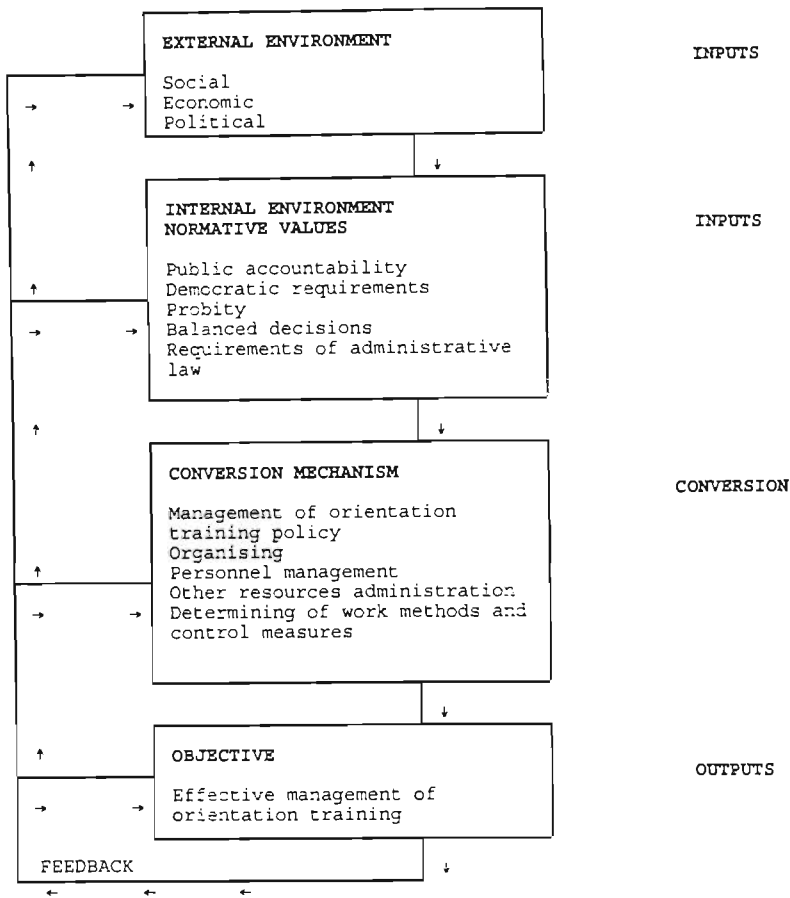 EXTERNAL ENVIRONMENT
INPUTS
Social
Economic
Political
INTERNAL ENVIRONMENT
NORMATIVE VALUES
INPUTS
Public accountability
Democratic requirements
Probity
Balanced decisions
Requirements of administrative
law
CONVERSION MECHANISM
CONVERSION
Management of orientation
training policy
Organising
Personnel management
Other resources administration
Determining of work methods and
control measures
OBJECTIVE
OUTPUTS
Effective management of
orientation training
FEEDBACK